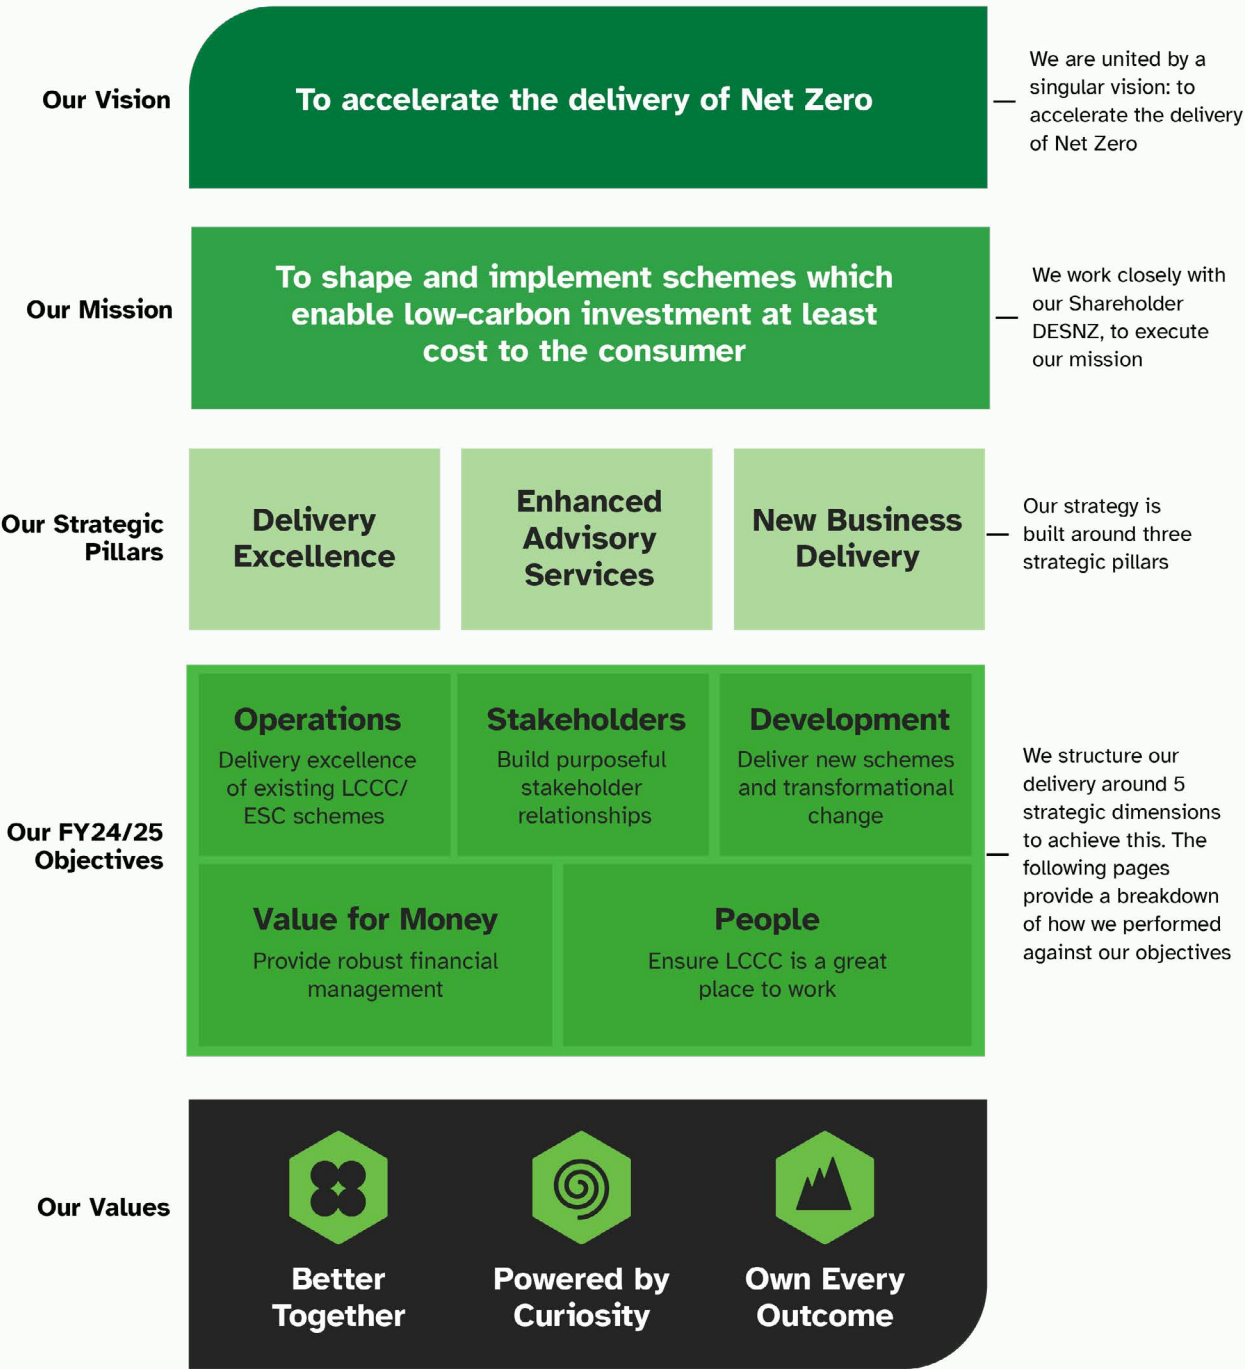 Our Vision
To accelerate the delivery of Net Zero
We are united by a
singular vision: to
accelerate the delivery
of Net Zero
Our Mission
To shape and implement schemes which
enable low-carbon investment at least
cost to the consumer
We work closely with
our Shareholder
DESNZ, to execute
our mission
Our Strategic
Pillars
Delivery
Excellence
Enhanced
Advisory
Services
New Business
Delivery
Our strategy is
built around three
strategic pillars
Our FY24/25
Objectives
Operations
Delivery excellence
of existing LCCC/
ESC schemes
Stakeholders
Build purposeful
stakeholder
relationships
Development
Deliver new schemes
and transformational
change
Value for Money
Provide robust financial
management
People
Ensure LCCC is a great
place to work
We structure our
delivery around 5
strategic dimensions
to achieve this. The
following pages
provide a breakdown
of how we performed
against our objectives
Our Values
Better
Together
Powered by
Curiosity
Own Every
Outcome